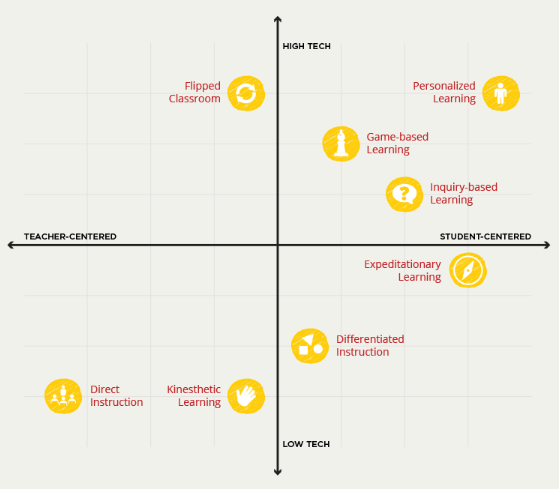 HIGH TECH
Flipped
Classroom
Personalized
Learning
Game-based
Learning
?
Inquiry-based
Learning
TEACHER-CENTERED
STUDENT-CENTERED
Expeditationary
Learning
Differentiated
Instruction
Direct
Instruction
Kinesthetic
Learning
LOW TECH